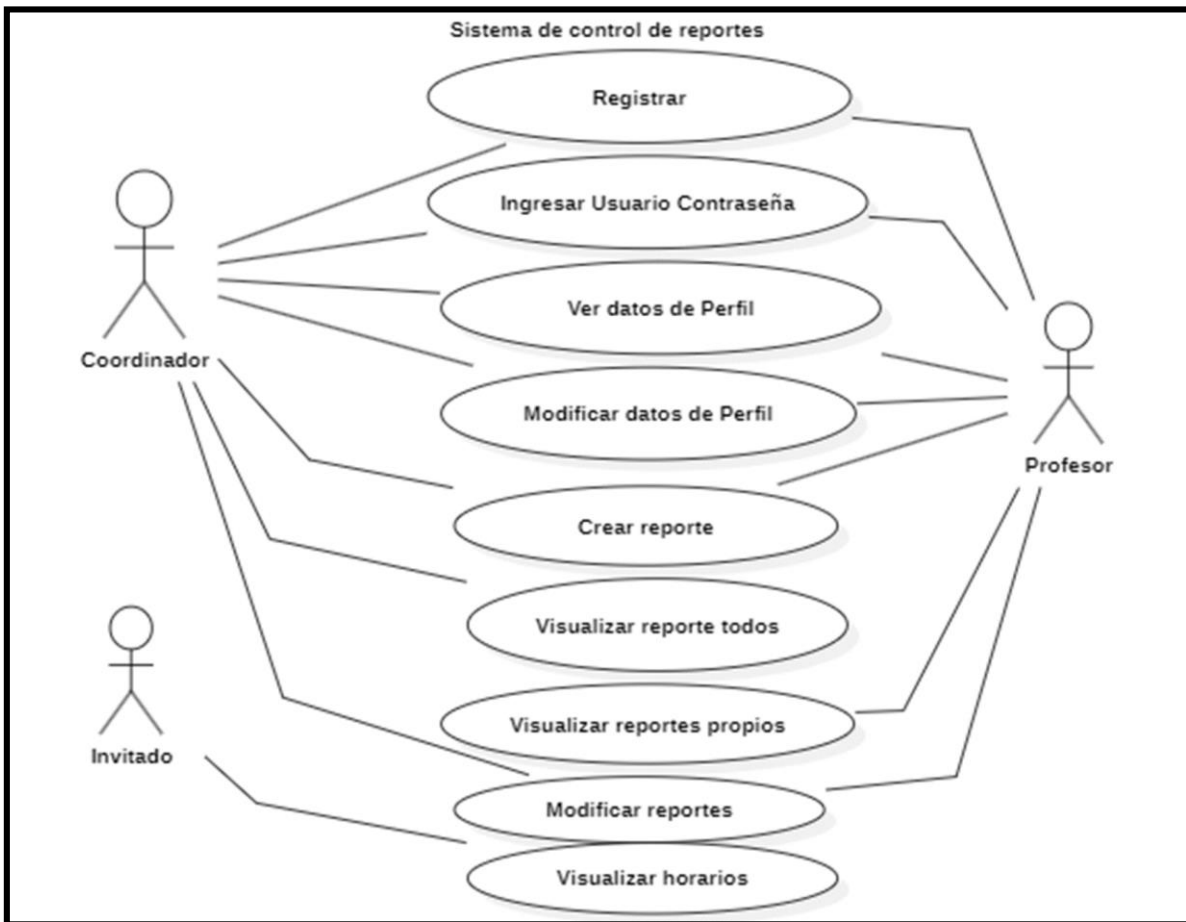 Sistema de control de reportes
Registrar
Ingresar Usuario Contraseña
Ver datos de Perfil
Coordinador
Modificar datos de Perfil
Profesor
Crear reporte
Visualizar reporte todos
Visualizar reportes propios
Invitado
Modificar reportes
Visualizar horarios